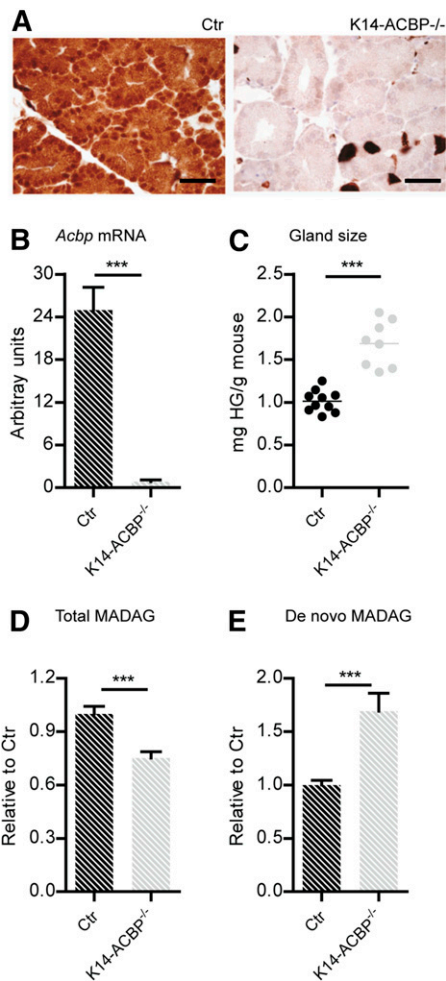 A
Ctr
K14-ACBP-/-
B
Acbp mRNA
***
30
24
18
12
6
0
Arbitray units
Ctr
K14-ACBP-/-
C
Gland size
***
2.5
2.0
1.5
1.0
0.5
0.0
mg HG/g mouse
Ctr
K14-ACBP-/-
D
Total MADAG
***
1.2
0.9
0.6
0.3
0.0
Relative to Ctr
Ctr
K14-ACBP-/-
E
De novo MADAG
***
2.0
1.5
1.0
0.5
0.0
Relative to Ctr
Ctr
K14-ACBP-/-